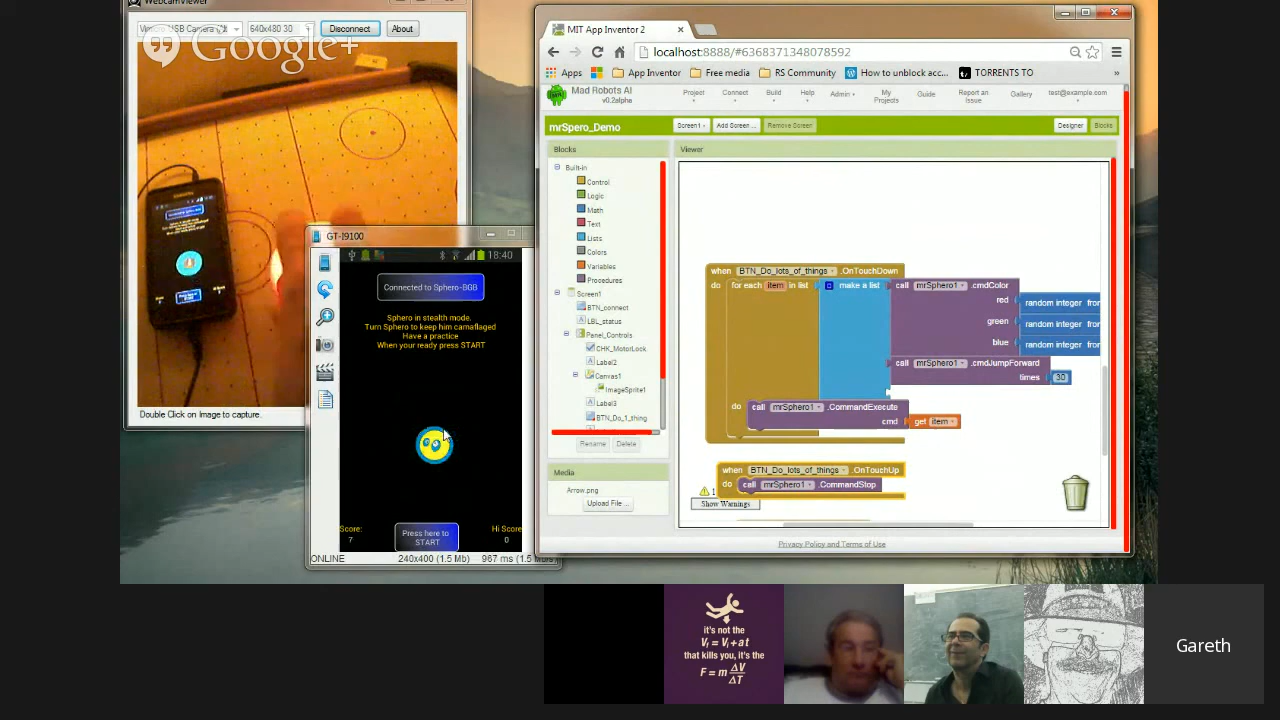 WebcamViewer
640x480 30
Disconnect
About
Google+
Double Click on Image to capture.
GT-I9100
18:40
Connected to Sphero-BGB
Sphero in stealth mode.
Turn Sphero to keep him camaflaged
Have a practice
When your ready press START
Score:
7
Press here to
START
Hi Score
0
ONLINE
240x400 (1.5 Mb)
967 ms (1.5 Mb/s
MIT App Inventor 2
localhost:8888/#6368371348078592
Apps
App Inventor
Free media
RS Community
How to unblock acc...
TORRENTS TO
»
Mad Robots AI
v0.2alpha
Project
Connect
Build
Help
Admin
My
Projects
Guide
Report an
Issue
Gallery
test@example.com
mrSpero_Demo
Screen1
Add Screen ...
Remove Screen
Designer
Blocks
Blocks
Built-in
Control
Logic
Math
Text
Lists
Colors
Variables
Procedures
Screen1
BTN_connect
LBL_status
Panel_Controls
CHK_MotorLock
Label2
Canvas1
ImageSprite1
Label3
BTN_Do_1_thing
Rename
Delete
Media
Arrow.png
Upload File ...
Viewer
when BTN_Do_lots_of_things .OnTouchDown
do for each item in list make a list call mrSphero1 .cmdColor
red random integer from
green random integer from
blue random integer from
call mrSphero1 .cmdJumpForward
times 30
do call mrSphero1 .CommandExecute
cmd get item
when BTN_Do_lots_of_things .OnTouchUp
do call mrSphero1 .CommandStop
1
Show Warnings
Privacy Policy and Terms of Use
it's not the
Vf = Vi + at
that kills you, it's the
F = m ΔV
ΔT
Gareth